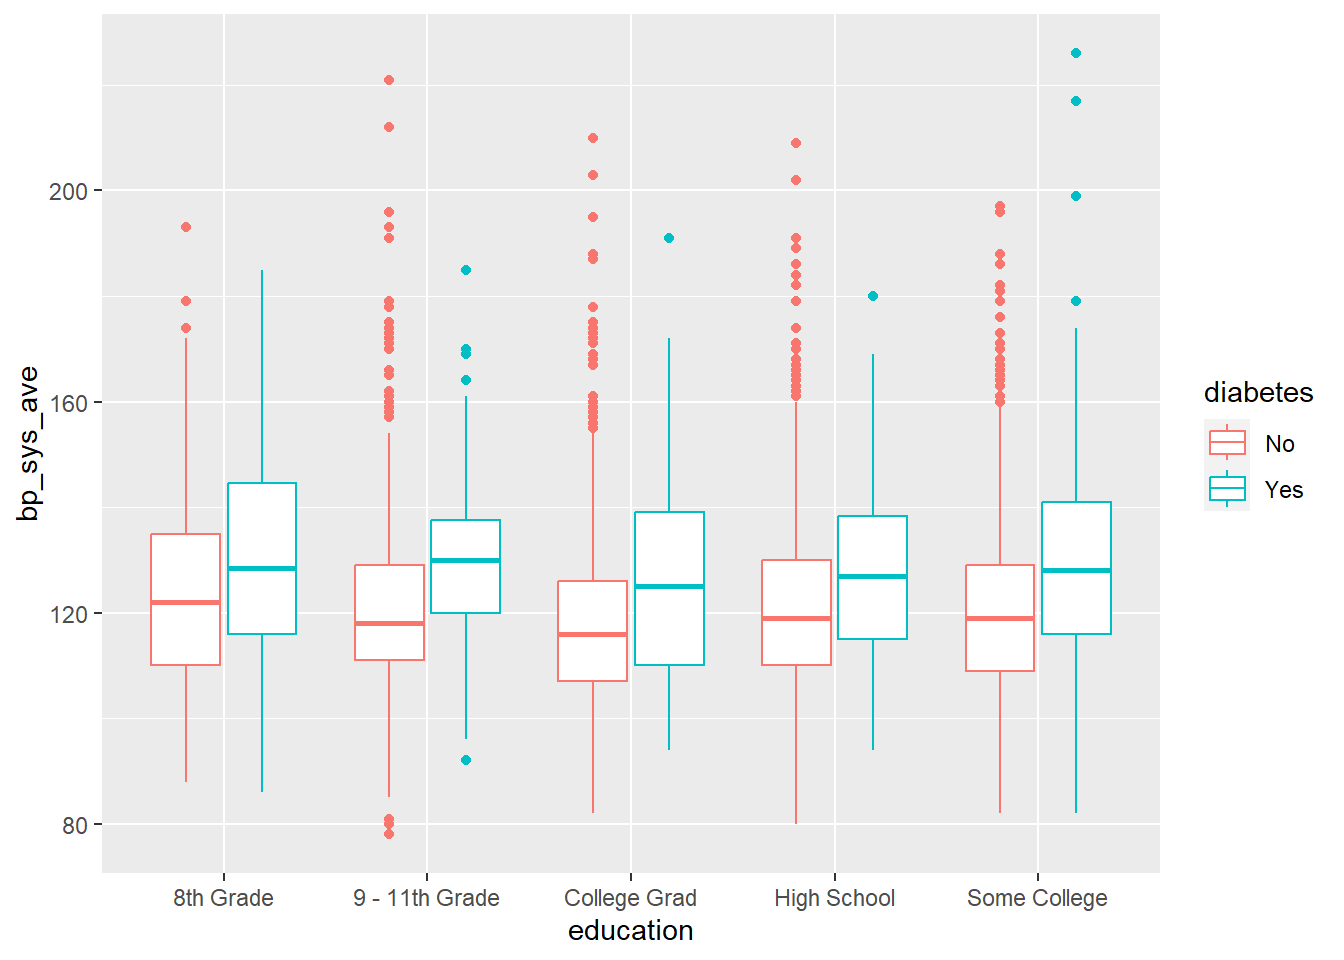 bp_sys_ave
200
160
120
80
8th Grade
9 - 11th Grade
College Grad
High School
Some College
education
diabetes
No
Yes